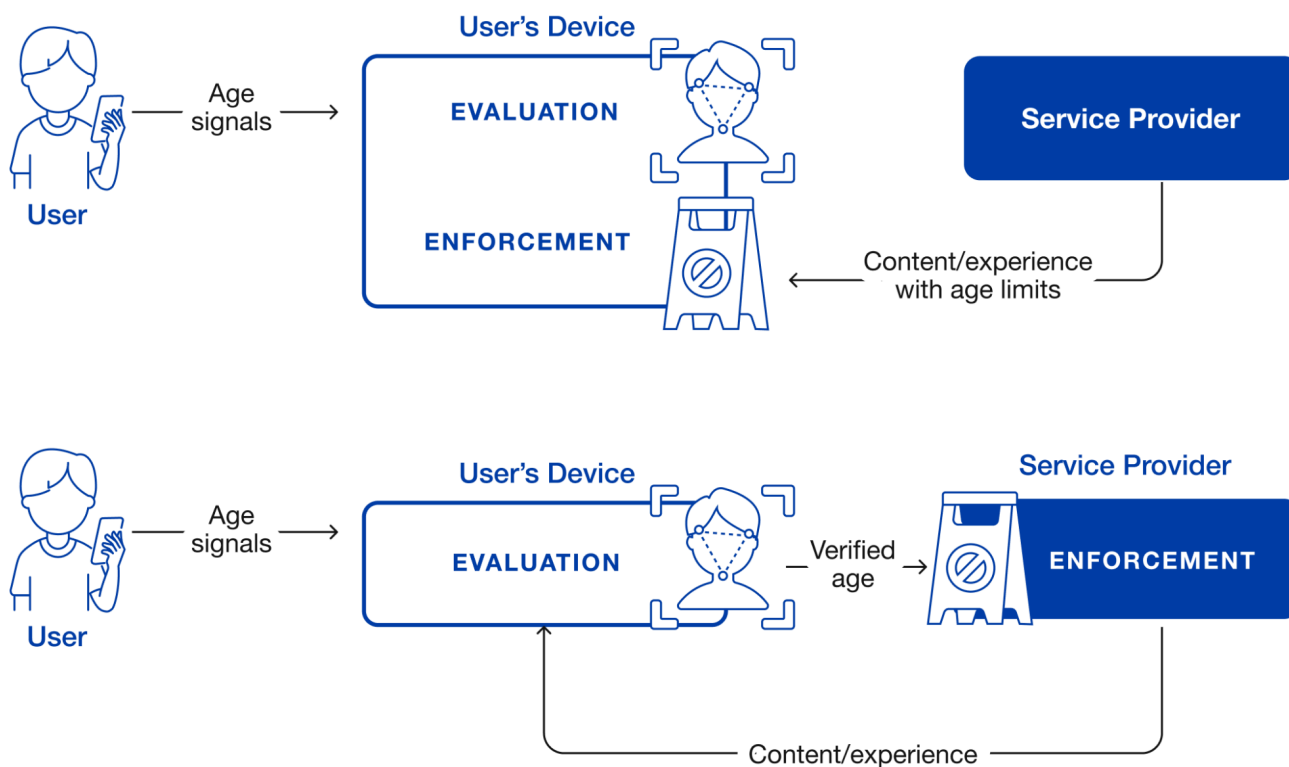 User's Device
Age
signals
EVALUATION
Service Provider
User
ENFORCEMENT
Content/experience
with age limits
User's Device
Service Provider
Age
signals
EVALUATION
Verified
age
ENFORCEMENT
User
Content/experience